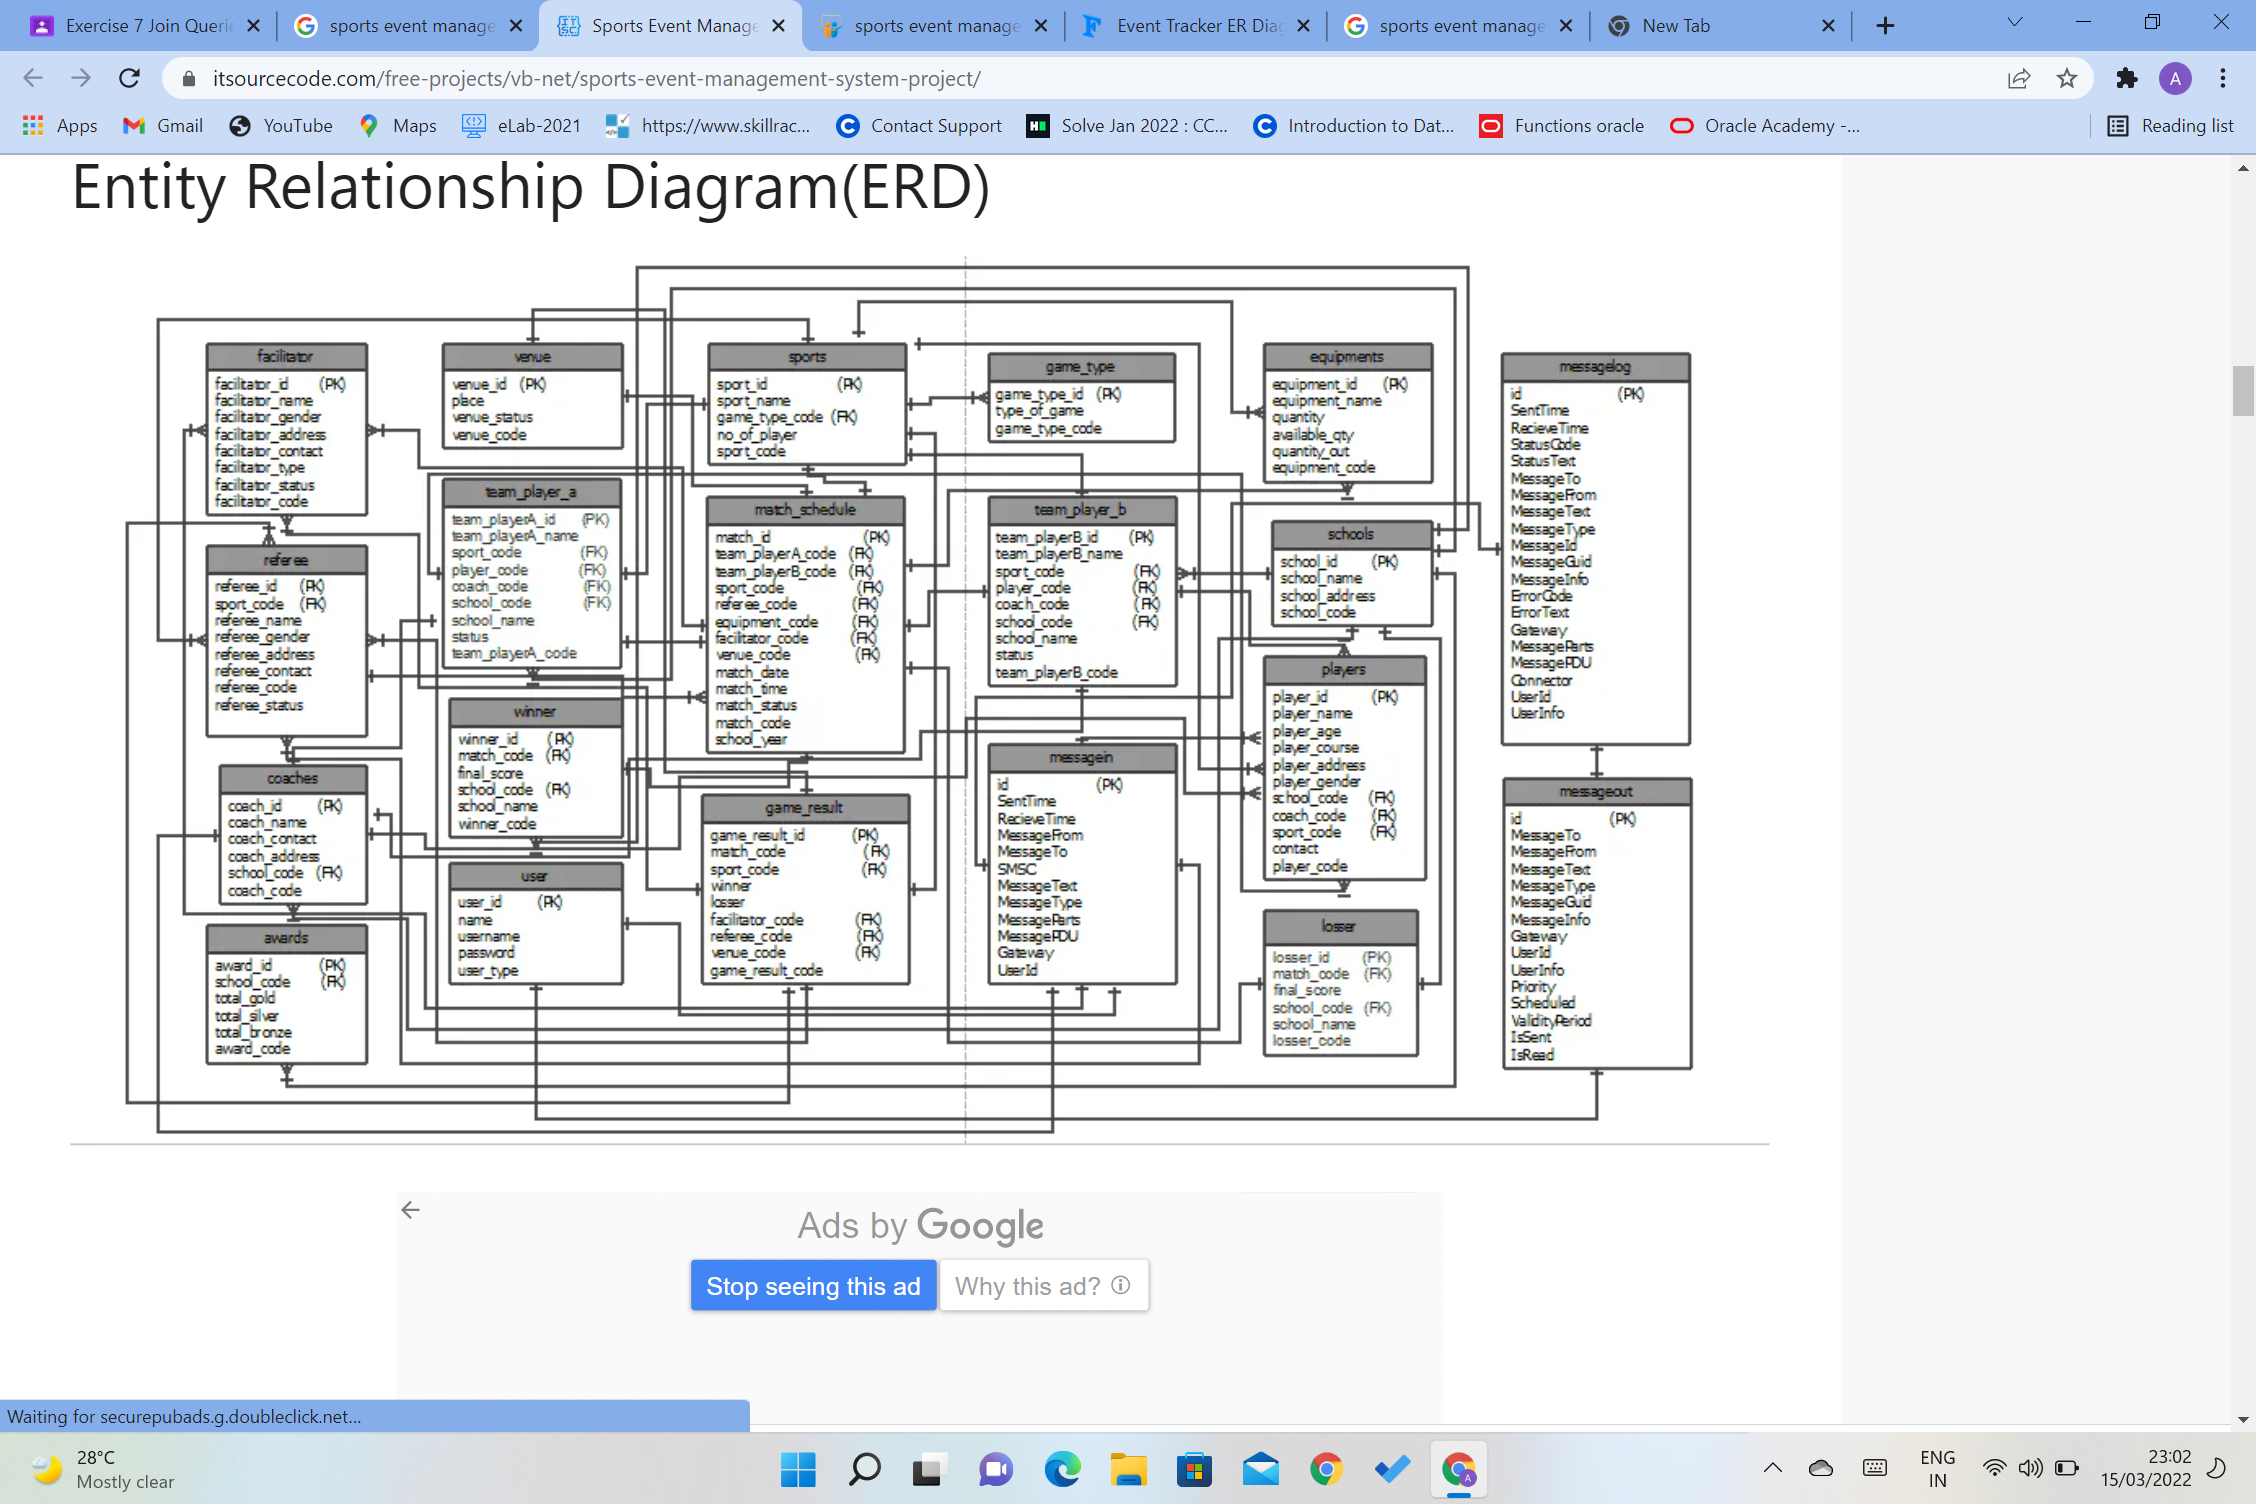 Exercise 7 Join Querie
sports event manage
Sports Event Manage
sports event manage
Event Tracker ER Diag
sports event manage
New Tab
itsourcecode.com/free-projects/vb-net/sports-event-management-system-project/
A
Apps
Gmail
YouTube
Maps
eLab-2021
https://www.skillrac...
Contact Support
Solve Jan 2022 : CC...
Introduction to Dat...
Functions oracle
Oracle Academy -...
Reading list
Entity Relationship Diagram(ERD)
facilitator
facilitator_id (PK)
facilitator_name
facilitator_gender
facilitator_address
facilitator_contact
facilitator_type
facilitator_status
facilitator_code
referee
referee_id (PK)
sport_code (FK)
referee_name
referee_gender
referee_address
referee_contact
referee_code
referee_status
coaches
coach_id (PK)
coach_name
coach_contact
coach_address
school_code (FK)
coach_code
awards
award_id (PK)
school_code (FK)
total_gold
total_silver
total_bronze
award_code
venue
venue_id (PK)
place
venue_status
venue_code
team_player_a
team_playerA_id (PK)
team_playerA_name
sport_code (FK)
player_code (FK)
coach_code (FK)
school_code (FK)
school_name
status
team_playerA_code
winner
winner_id (PK)
match_code (FK)
final_score
school_code (FK)
school_name
winner_code
user
user_id (PK)
name
username
password
user_type
sports
sport_id (PK)
sport_name
game_type_code (FK)
no_of_player
sport_code
match_schedule
match_id (PK)
team_playerA_code (FK)
team_playerB_code (FK)
sport_code (FK)
referee_code (FK)
equipment_code (FK)
facilitator_code (FK)
venue_code (FK)
match_date
match_time
match_status
match_code
school_year
game_result
game_result_id (PK)
match_code (FK)
sport_code (FK)
winner
losser
facilitator_code (FK)
referee_code (FK)
venue_code (FK)
game_result_code
game_type
game_type_id (PK)
type_of_game
game_type_code
team_player_b
team_playerB_id (PK)
team_playerB_name
sport_code (FK)
player_code (FK)
coach_code (FK)
school_code (FK)
school_name
status
team_playerB_code
messagein
id (PK)
SentTime
RecieveTime
MessageFrom
MessageTo
SMSC
MessageText
MessageType
MessageParts
MessagePDU
Gateway
UserId
equipments
equipment_id (PK)
equipment_name
quantity
available_qty
quantity_out
equipment_code
schools
school_id (PK)
school_name
school_address
school_code
players
player_id (PK)
player_name
player_age
player_course
player_address
player_gender
school_code (FK)
coach_code (FK)
sport_code (FK)
contact
player_code
losser
losser_id (PK)
match_code (FK)
final_score
school_code (FK)
school_name
losser_code
messagelog
id (PK)
SentTime
RecieveTime
StatusCode
StatusText
MessageTo
MessageFrom
MessageText
MessageType
MessageId
MessageGuid
MessageInfo
ErrorCode
ErrorText
Gateway
MessageParts
MessagePDU
Connector
UserId
UserInfo
messageout
id (PK)
MessageTo
MessageFrom
MessageText
MessageType
MessageGuid
MessageInfo
Gateway
UserId
UserInfo
Priority
Scheduled
ValidityPeriod
IsSent
IsRead
Ads by Google
Stop seeing this ad
Why this ad?
Waiting for securepubads.g.doubleclick.net...
28°C
Mostly clear
ENG
IN
23:02
15/03/2022